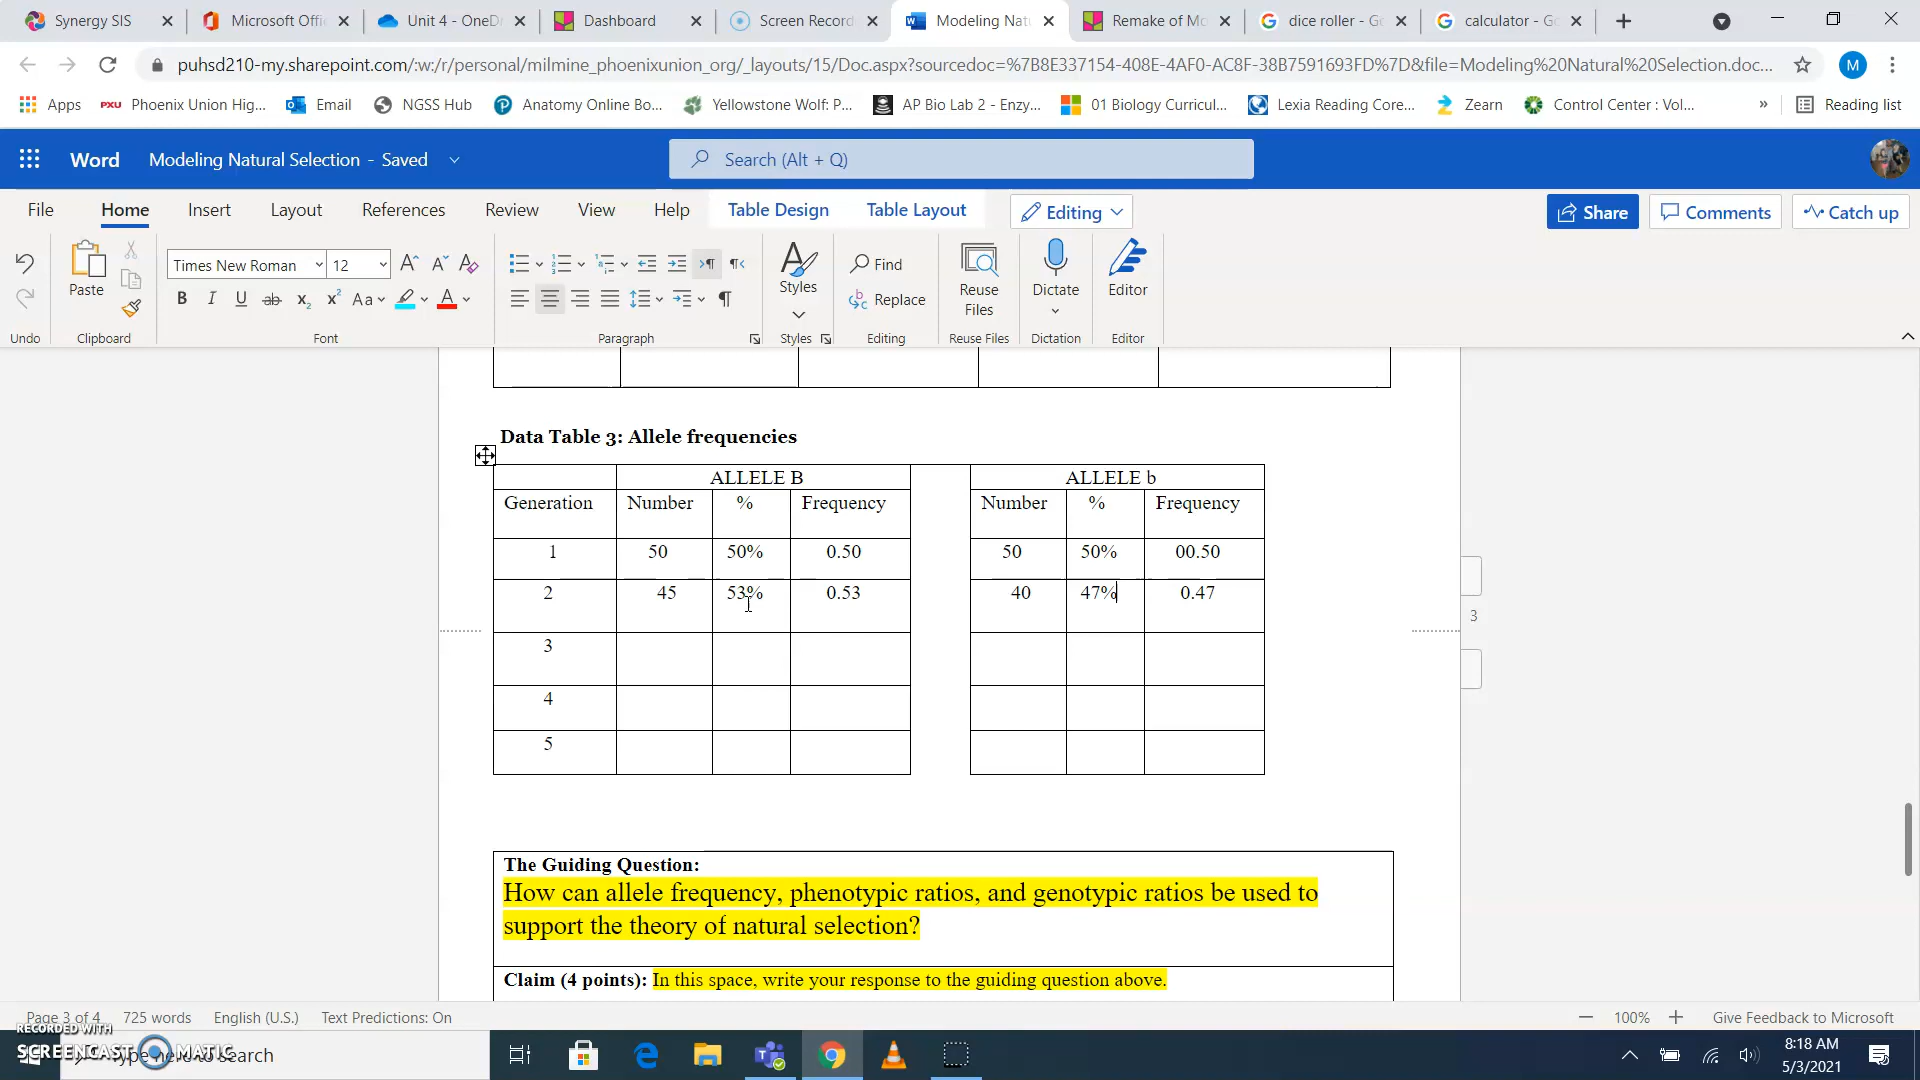 Synergy SIS
Microsoft Offi
Unit 4 - OneD
Dashboard
Screen Record
Modeling Natu
Remake of Mo
dice roller - Go
calculator - Go
puhsd210-my.sharepoint.com/:w:/r/personal/milmine_phoenixunion_org/_layouts/15/Doc.aspx?sourcedoc=%7B8E337154-408E-4AF0-AC8F-38B7591693FD%7D&file=Modeling%20Natural%20Selection.doc...
M
Apps
PXU Phoenix Union Hig...
Email
NGSS Hub
Anatomy Online Bo...
Yellowstone Wolf: P...
AP Bio Lab 2 - Enzy...
01 Biology Curricul...
Lexia Reading Core...
Zearn
Control Center : Vol...
»
Reading list
Word
Modeling Natural Selection - Saved
Search (Alt + Q)
File Home Insert Layout References Review View Help Table Design Table Layout
Editing
Share
Comments
Catch up
Paste
Times New Roman
12
Find
Replace
Styles
Reuse Files
Dictate
Editor
Undo Clipboard Font Paragraph Styles Editing Reuse Files Dictation Editor
Data Table 3: Allele frequencies
ALLELE B ALLELE b
Generation Number % Frequency Number % Frequency
1 50 50% 0.50 50 50% 00.50
2 45 53% 0.53 40 47% 0.47
3
4
5
3
The Guiding Question:
How can allele frequency, phenotypic ratios, and genotypic ratios be used to
support the theory of natural selection?
Claim (4 points): In this space, write your response to the guiding question above.
Page 3 of 4 725 words English (U.S.) Text Predictions: On
100%
Give Feedback to Microsoft
RECORDED WITH
SCREENCAST MATIC
Type here to search
8:18 AM
5/3/2021